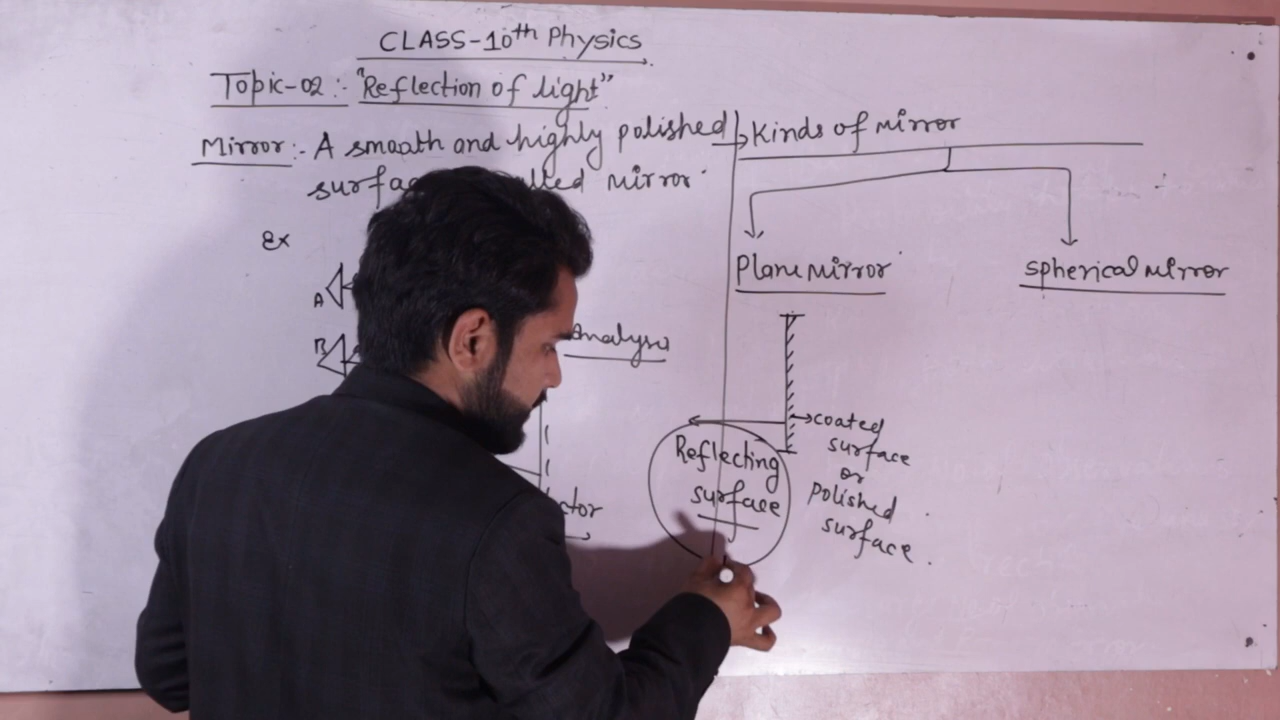 CLASS-10th Physics
Topic-02:- "Reflection of light"
Mirror:- A smooth and highly polished
mirror
Ex
A
B
Analysis
Kinds of mirror
Plane mirror
spherical mirror
Reflecting
surface
coated
surface
or
polished
surface.